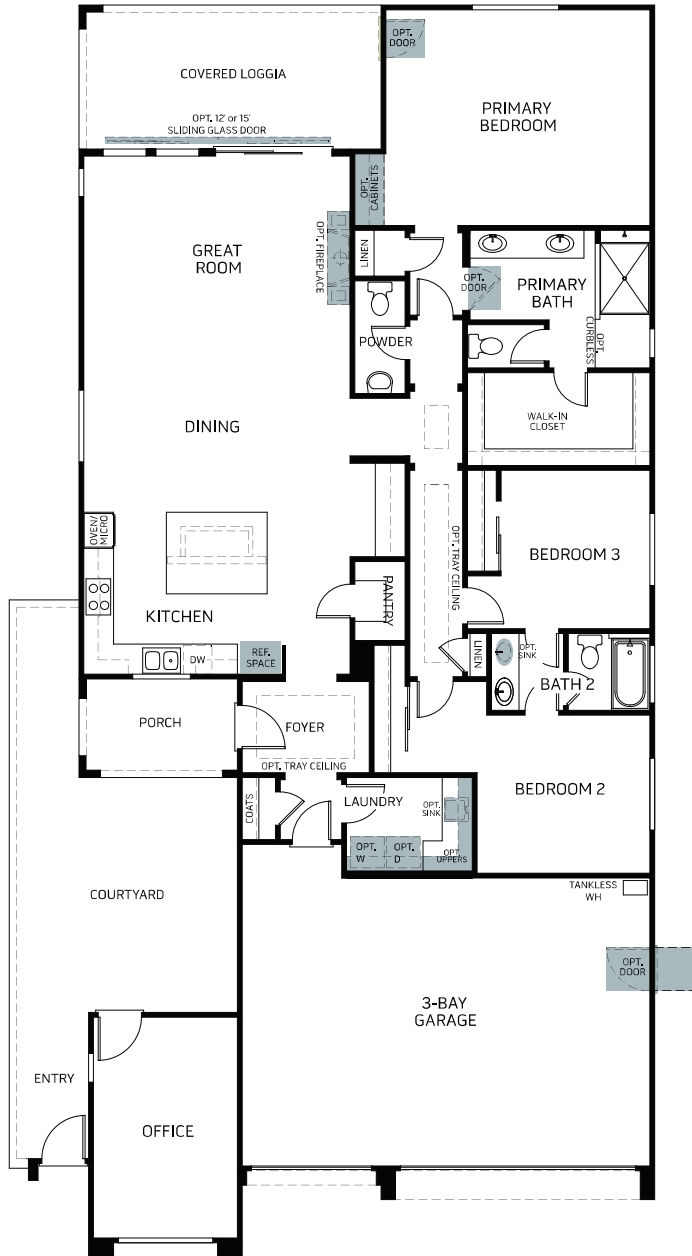 OPT.
DOOR
COVERED LOGGIA
PRIMARY
BEDROOM
OPT. 12' or 15'
SLIDING GLASS DOOR
OPT.
CABINETS
GREAT
ROOM
OPT. FIREPLACE
LINEN
OPT.
DOOR
PRIMARY
BATH
OPT.
CURBLESS
POWDER
WALK-IN
CLOSET
DINING
OVEN/
MICRO
OPT. TRAY CEILING
BEDROOM 3
PANTRY
KITCHEN
DW
REF.
SPACE
LINEN
OPT.
SINK
BATH 2
PORCH
FOYER
OPT. TRAY CEILING
BEDROOM 2
COATS
LAUNDRY
OPT.
SINK
OPT.
W
OPT.
D
OPT.
UPPERS
COURTYARD
TANKLESS
WH
OPT.
DOOR
3-BAY
GARAGE
ENTRY
OFFICE